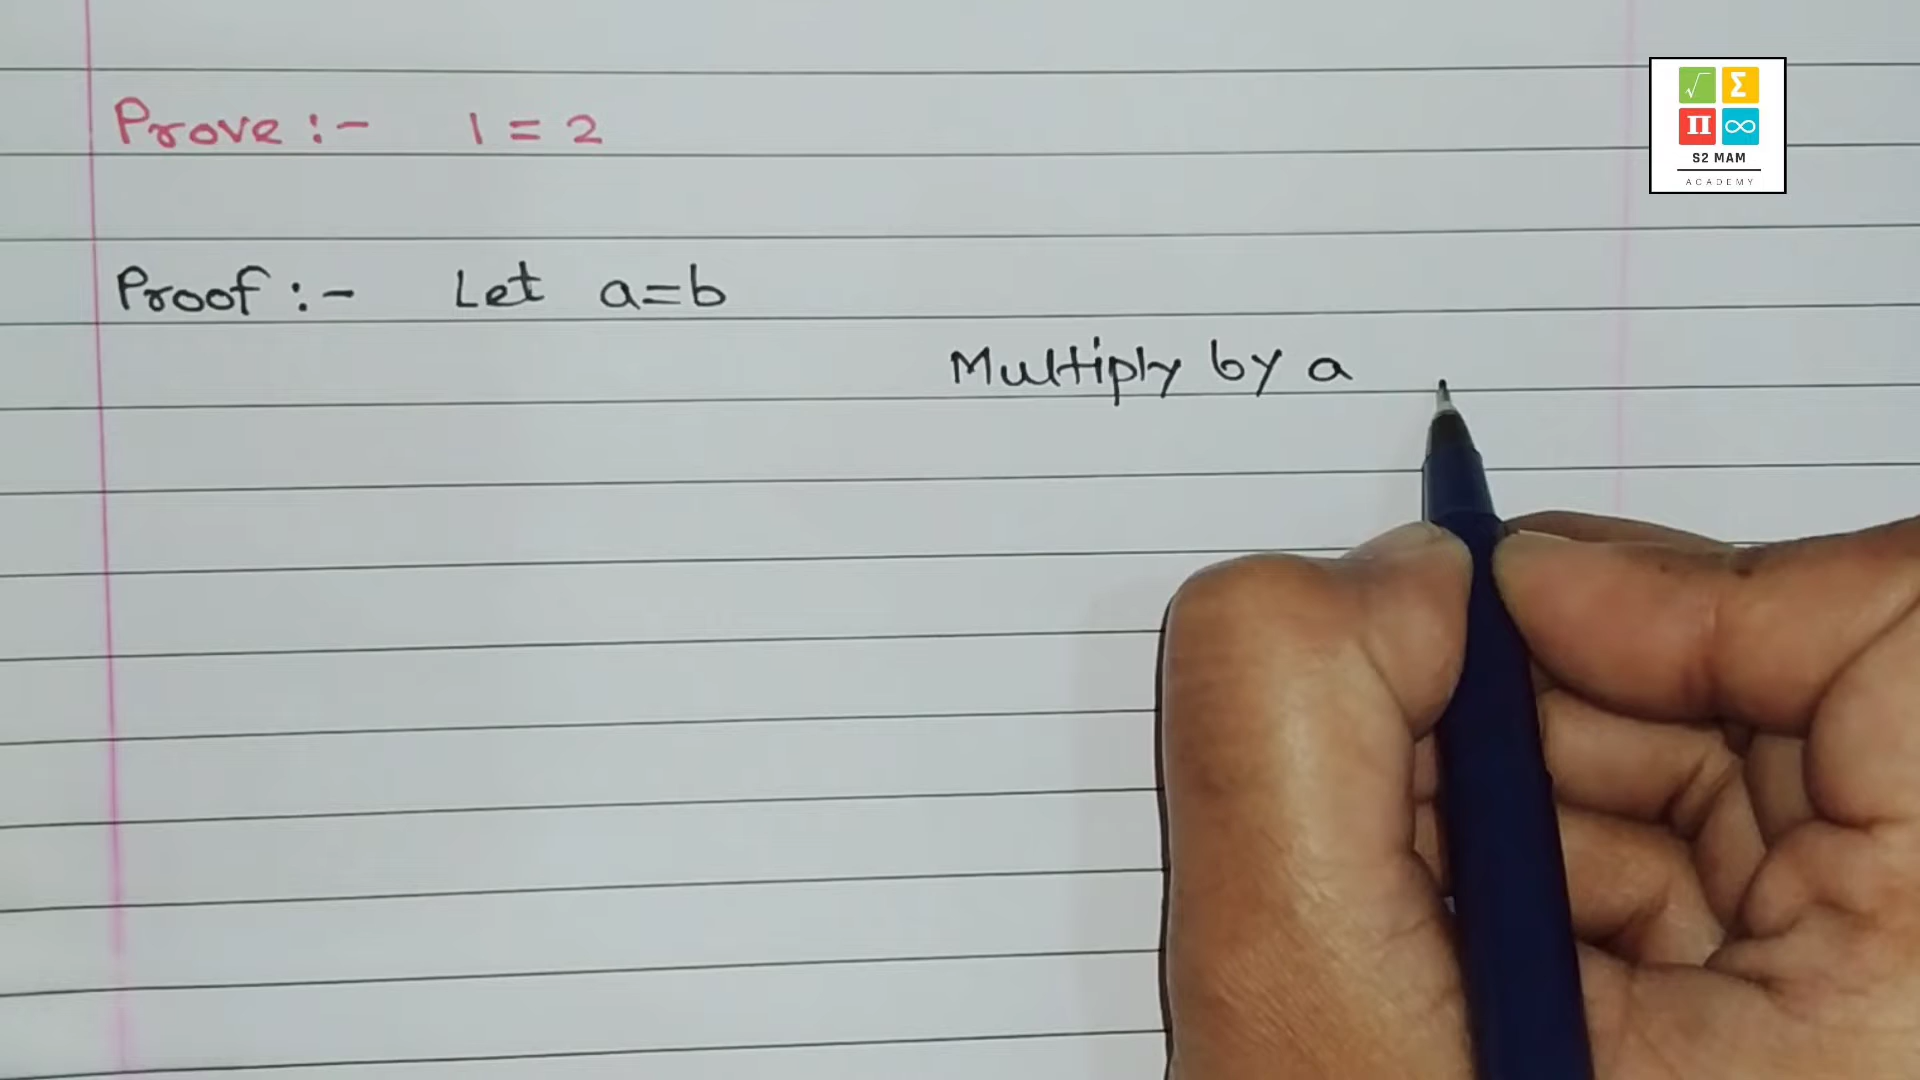 Prove :- 1 = 2
√ Σ
π ∞
S2 MAM
ACADEMY
Proof :- Let a=b
Multiply by a